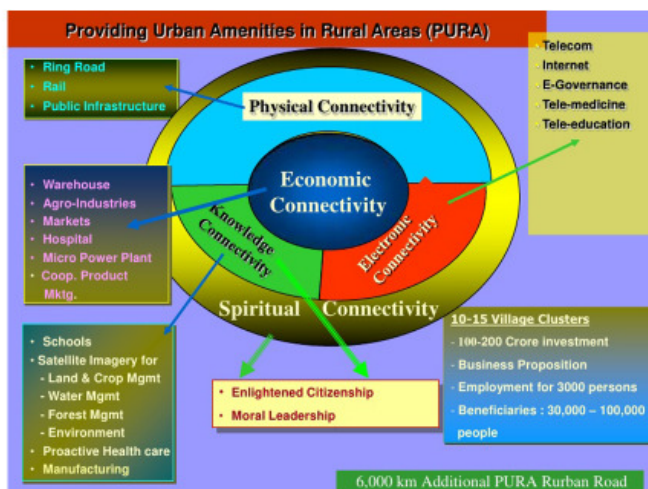 Providing Urban Amenities in Rural Areas (PURA)
• Ring Road
• Rail
• Public Infrastructure
Physical Connectivity
- Telecom
- Internet
- E-Governance
- Tele-medicine
- Tele-education
• Warehouse
• Agro-Industries
• Markets
• Hospital
• Micro Power Plant
• Coop. Product
Mktg.
Economic
Connectivity
Knowledge
Connectivity
Electronic
Connectivity
Spiritual Connectivity
• Schools
• Satellite Imagery for
- Land & Crop Mgmt
- Water Mgmt
- Forest Mgmt
- Environment
• Proactive Health care
• Manufacturing
• Enlightened Citizenship
• Moral Leadership
10-15 Village Clusters
- 100-200 Crore investment
- Business Proposition
- Employment for 3000 persons
- Beneficiaries : 30,000 – 100,000
people
6,000 km Additional PURA Rurban Road